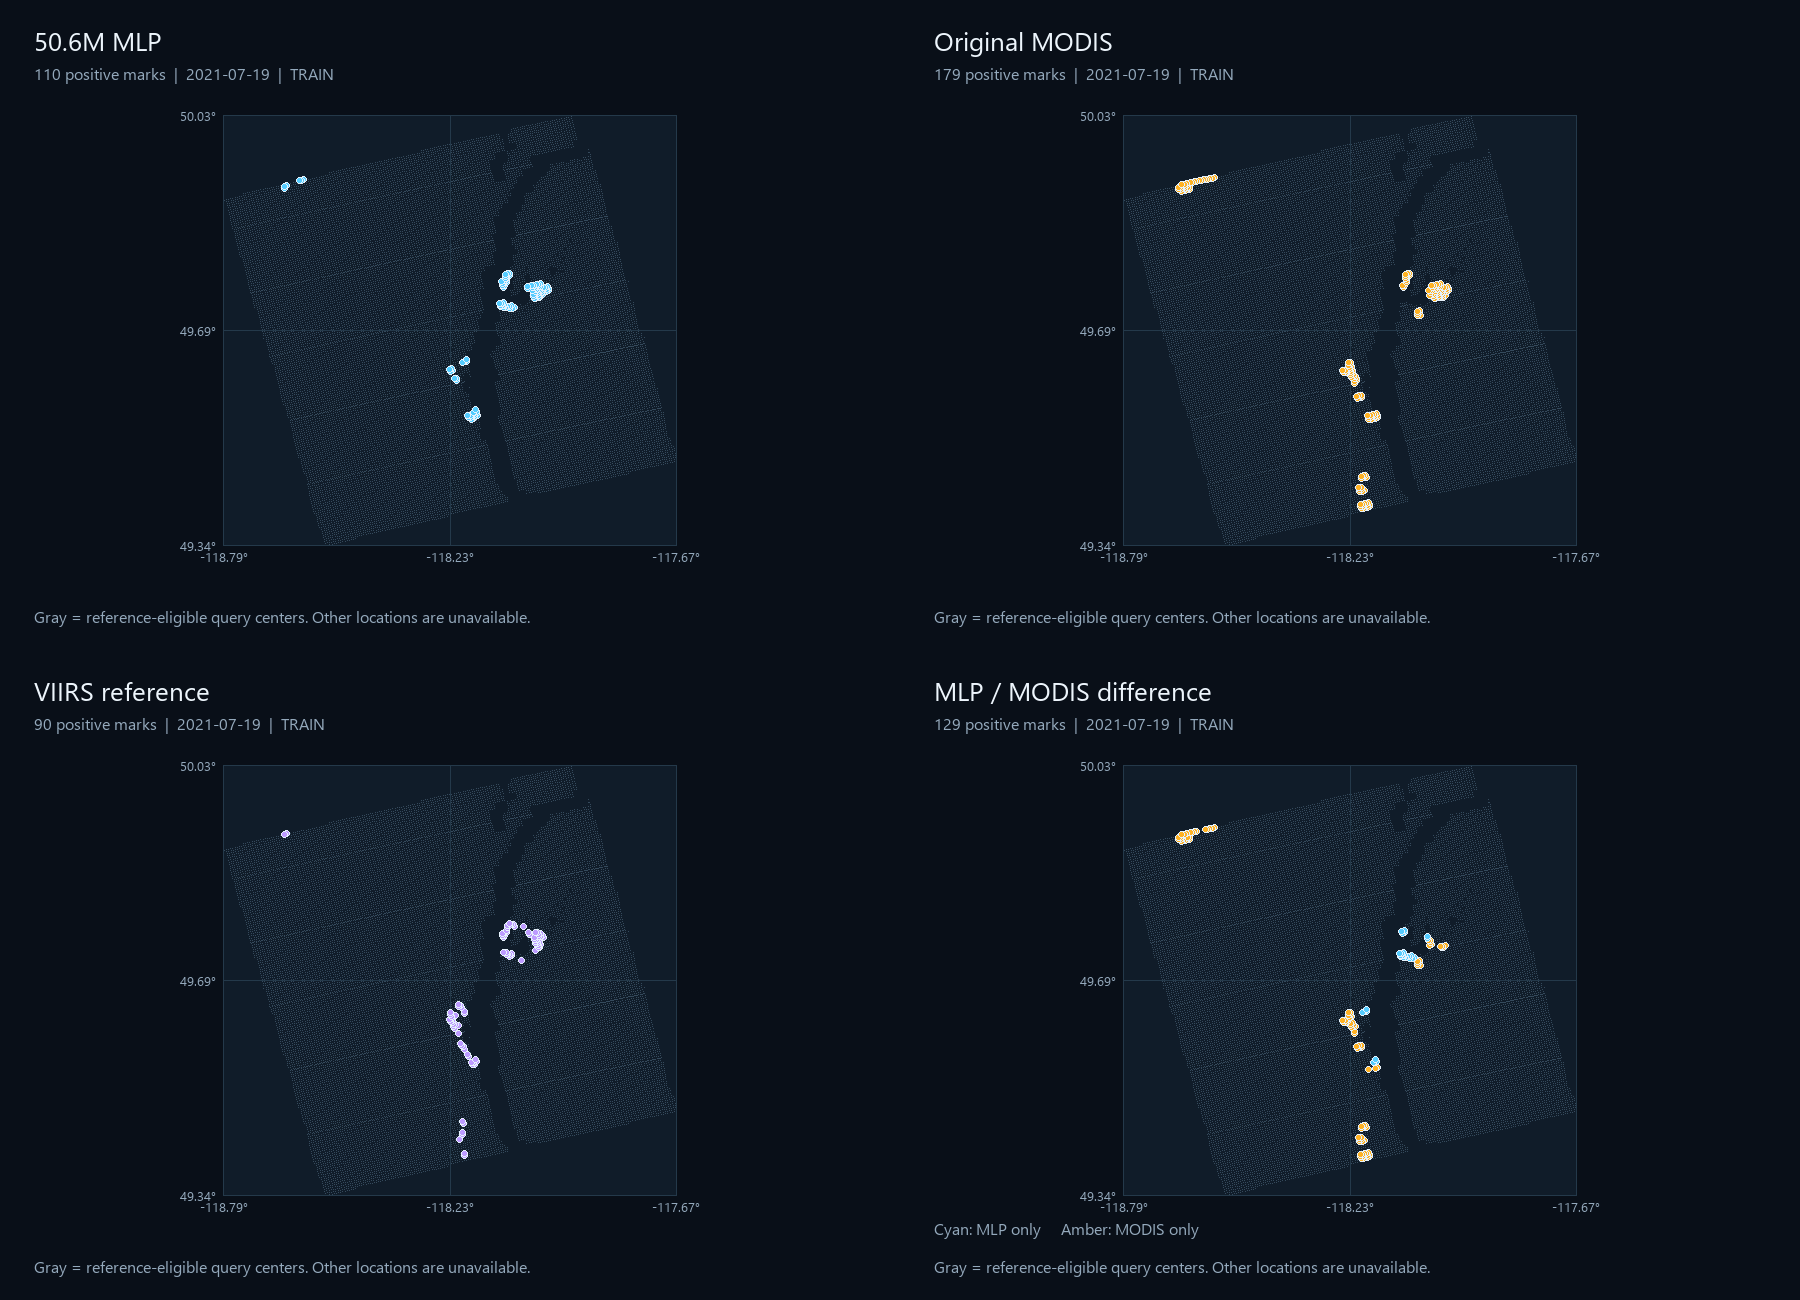 50.6M MLP
110 positive marks | 2021-07-19 | TRAIN
50.03°
49.69°
49.34°
-118.79°
-118.23°
-117.67°
Gray = reference-eligible query centers. Other locations are unavailable.
Original MODIS
179 positive marks | 2021-07-19 | TRAIN
50.03°
49.69°
49.34°
-118.79°
-118.23°
-117.67°
Gray = reference-eligible query centers. Other locations are unavailable.
VIIRS reference
90 positive marks | 2021-07-19 | TRAIN
50.03°
49.69°
49.34°
-118.79°
-118.23°
-117.67°
Gray = reference-eligible query centers. Other locations are unavailable.
MLP / MODIS difference
129 positive marks | 2021-07-19 | TRAIN
50.03°
49.69°
49.34°
-118.79°
-118.23°
-117.67°
Cyan: MLP only Amber: MODIS only
Gray = reference-eligible query centers. Other locations are unavailable.